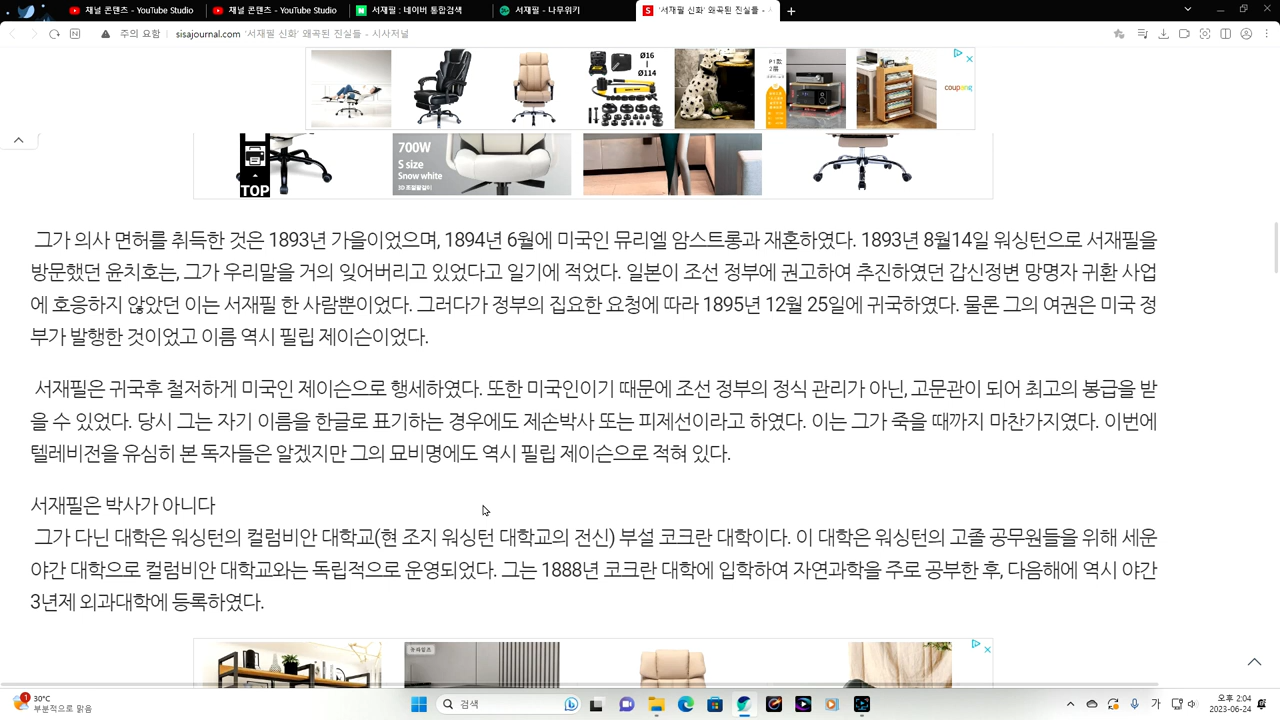 재널 콘텐츠 - YouTube Studio
재널 콘텐츠 - YouTube Studio
서재필 : 네이버 통합검색
서재필 - 나무위키
'서재필 신화' 왜곡된 진실들 - 시
주의 요함
sisajournal.com '서재필 신화' 왜곡된 진실들 - 시사저널
Ø16
Ø114
P1款
2層
coupang
700W
S size
Snow white
TOP
그가 의사 면허를 취득한 것은 1893년 가을이었으며, 1894년 6월에 미국인 뮤리엘 암스트롱과 재혼하였다. 1893년 8월14일 워싱턴으로 서재필을
방문했던 윤치호는, 그가 우리말을 거의 잊어버리고 있었다고 일기에 적었다. 일본이 조선 정부에 권고하여 추진하였던 갑신정변 망명자 귀환 사업
에 호응하지 않았던 이는 서재필 한 사람뿐이었다. 그러다가 정부의 집요한 요청에 따라 1895년 12월 25일에 귀국하였다. 물론 그의 여권은 미국 정
부가 발행한 것이었고 이름 역시 필립 제이슨이었다.
서재필은 귀국후 철저하게 미국인 제이슨으로 행세하였다. 또한 미국인이기 때문에 조선 정부의 정식 관리가 아닌, 고문관이 되어 최고의 봉급을 받
을 수 있었다. 당시 그는 자기 이름을 한글로 표기하는 경우에도 제손박사 또는 피제선이라고 하였다. 이는 그가 죽을 때까지 마찬가지였다. 이번에
텔레비전을 유심히 본 독자들은 알겠지만 그의 묘비명에도 역시 필립 제이슨으로 적혀 있다.
서재필은 박사가 아니다
그가 다닌 대학은 워싱턴의 컬럼비안 대학교(현 조지 워싱턴 대학교의 전신) 부설 코크란 대학이다. 이 대학은 워싱턴의 고졸 공무원들을 위해 세운
야간 대학으로 컬럼비안 대학교와는 독립적으로 운영되었다. 그는 1888년 코크란 대학에 입학하여 자연과학을 주로 공부한 후, 다음해에 역시 야간
3년제 외과대학에 등록하였다.
1
30°C
부분적으로 맑음
검색
가
오후 2:04
2023-06-24